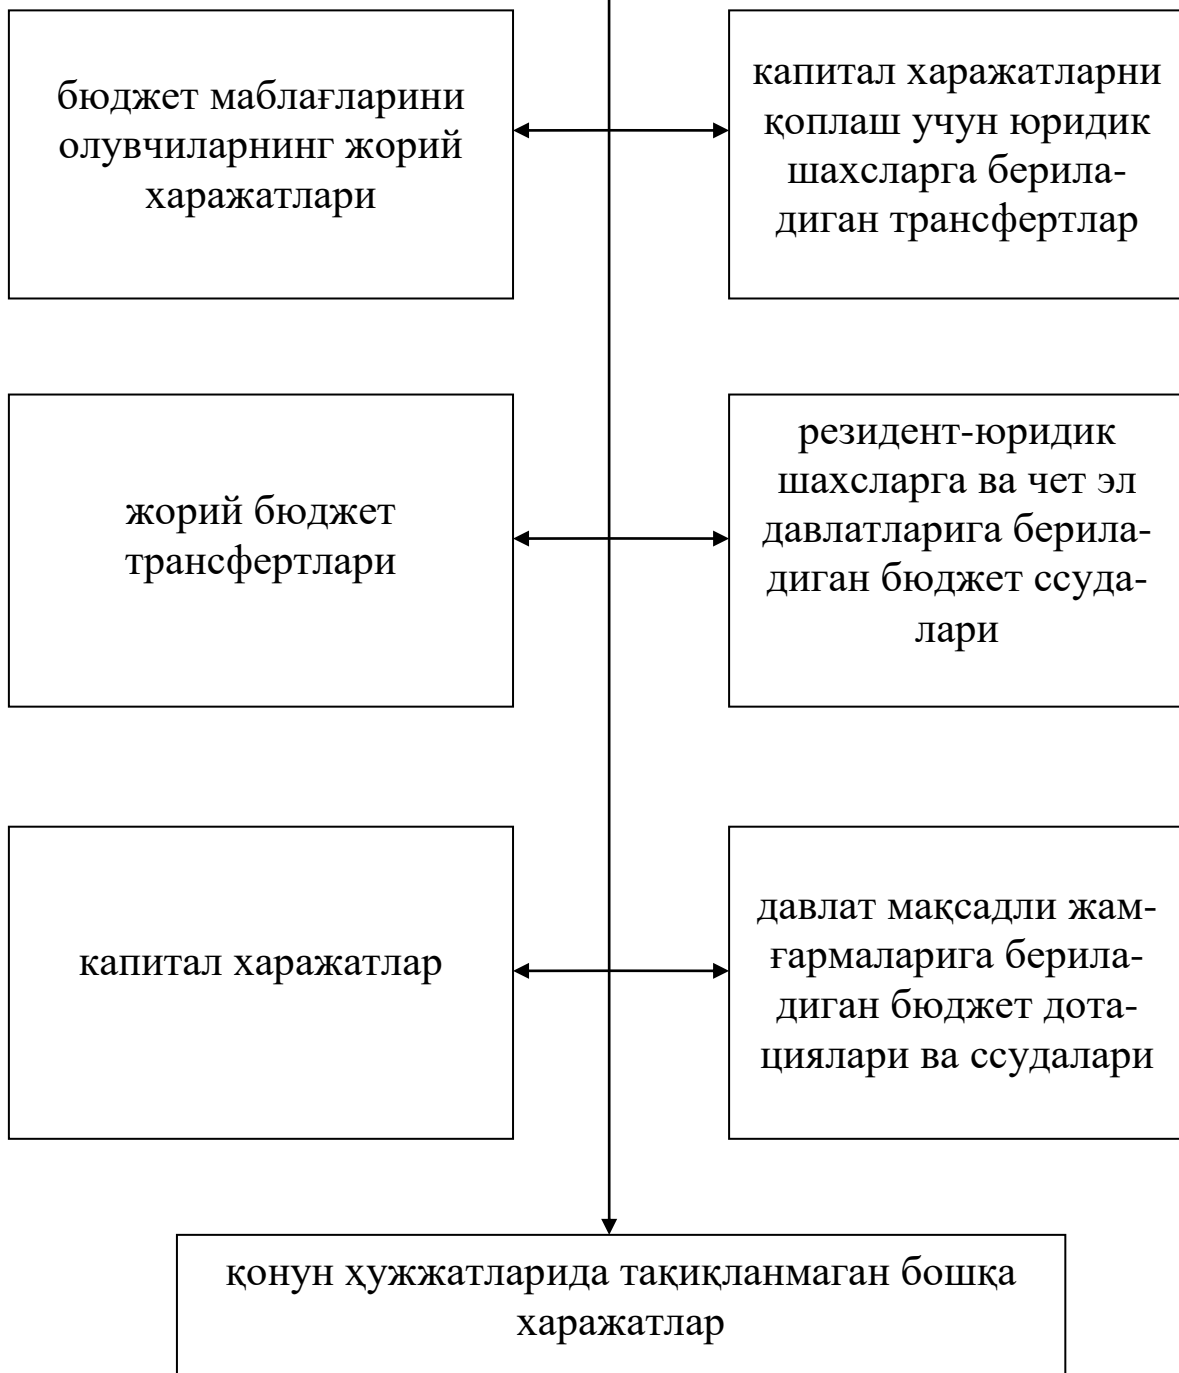 бюджет маблағларини
олувчиларнинг жорий
харажатлари
капитал харажатларни
қоплаш учун юридик
шахсларга берила-
диган трансфертлар
жорий бюджет
трансфертлари
резидент-юридик
шахсларга ва чет эл
давлатларига берила-
диган бюджет ссуда-
лари
капитал харажатлар
давлат мақсадли жам-
ғармаларига берила-
диган бюджет дота-
циялари ва ссудалари
қонун ҳужжатларида тақиқланмаган бошқа
харажатлар